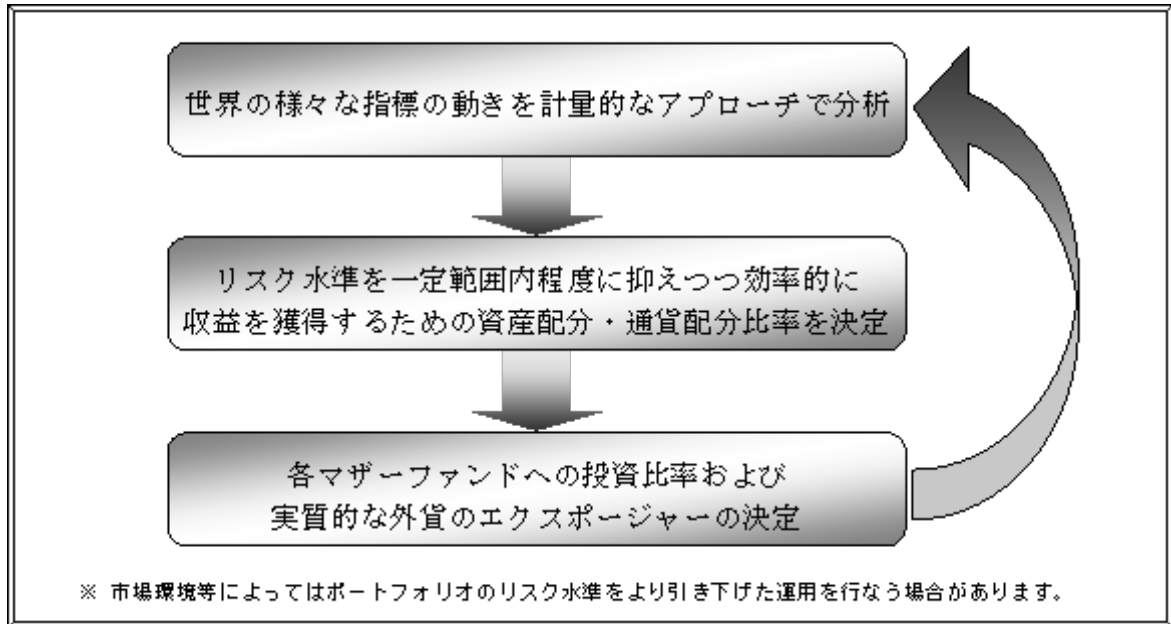 世界の様々な指標の動きを計量的なアプローチで分析
リスク水準を一定範囲内程度に抑えつつ効率的に
収益を獲得するための資産配分・通貨配分比率を決定
各マザーファンドへの投資比率および
実質的な外貨のエクスポージャーの決定
※ 市場環境等によってはポートフォリオのリスク水準をより引き下げた運用を行なう場合があります。